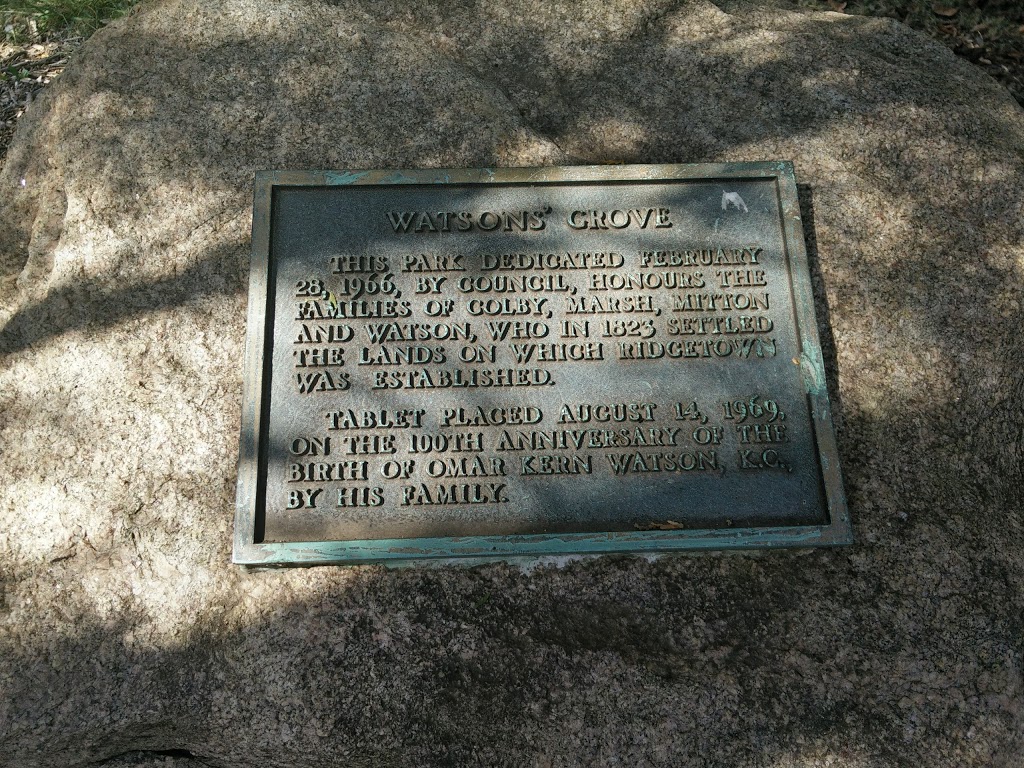 WATSONS' GROVE
THIS PARK DEDICATED FEBRUARY
28, 1966, BY COUNCIL, HONOURS THE
FAMILIES OF COLBY, MARSH, MITTON
AND WATSON, WHO IN 1823 SETTLED
THE LANDS ON WHICH RIDGETOWN
WAS ESTABLISHED.
TABLET PLACED AUGUST 14, 1969,
ON THE 100TH ANNIVERSARY OF THE
BIRTH OF OMAR KERN WATSON, K.C.,
BY HIS FAMILY.